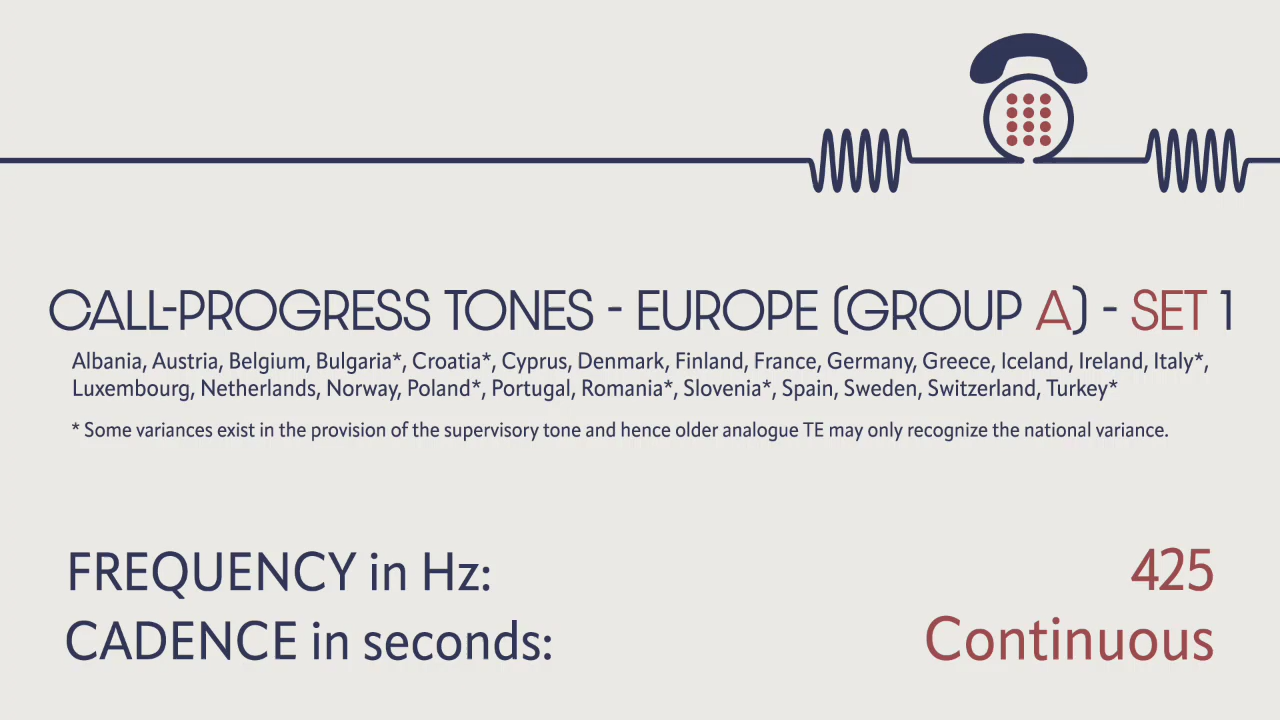 CALL-PROGRESS TONES - EUROPE (GROUP A) - SET 1
Albania, Austria, Belgium, Bulgaria*, Croatia*, Cyprus, Denmark, Finland, France, Germany, Greece, Iceland, Ireland, Italy*,
Luxembourg, Netherlands, Norway, Poland*, Portugal, Romania*, Slovenia*, Spain, Sweden, Switzerland, Turkey*
* Some variances exist in the provision of the supervisory tone and hence older analogue TE may only recognize the national variance.
FREQUENCY in Hz: 425
CADENCE in seconds: Continuous